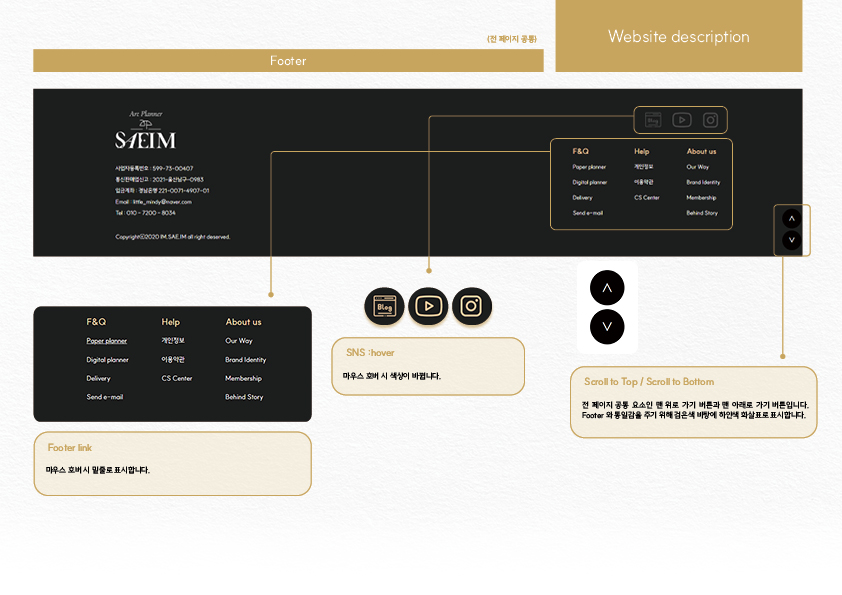 (전 페이지 공통)
Website description
Footer
Art Planner
SAEIM
사업자등록번호 : 599-73-00407
통신판매업신고 : 2021-울산남구-0983
입금계좌 : 경남은행 221-0071-4907-01
Email : little_mindy@naver.com
Tel : 010 - 7200 - 8034
Copyrightⓒ2020 IM,SAE,IM all right deserved.
Blog
F&Q Help About us
Paper planner 개인정보 Our Way
Digital planner 이용약관 Brand Identity
Delivery CS Center Membership
Send e-mail Behind Story
F&Q Help About us
Paper planner 개인정보 Our Way
Digital planner 이용약관 Brand Identity
Delivery CS Center Membership
Send e-mail Behind Story
Footer link
마우스 호버 시 밑줄로 표시합니다.
Blog
SNS :hover
마우스 호버 시 색상이 바뀝니다.
Scroll to Top / Scroll to Bottom
전 페이지 공통 요소인 맨 위로 가기 버튼과 맨 아래로 가기 버튼입니다.
Footer 와 통일감을 주기 위해 검은색 바탕에 하얀색 화살표로 표시합니다.